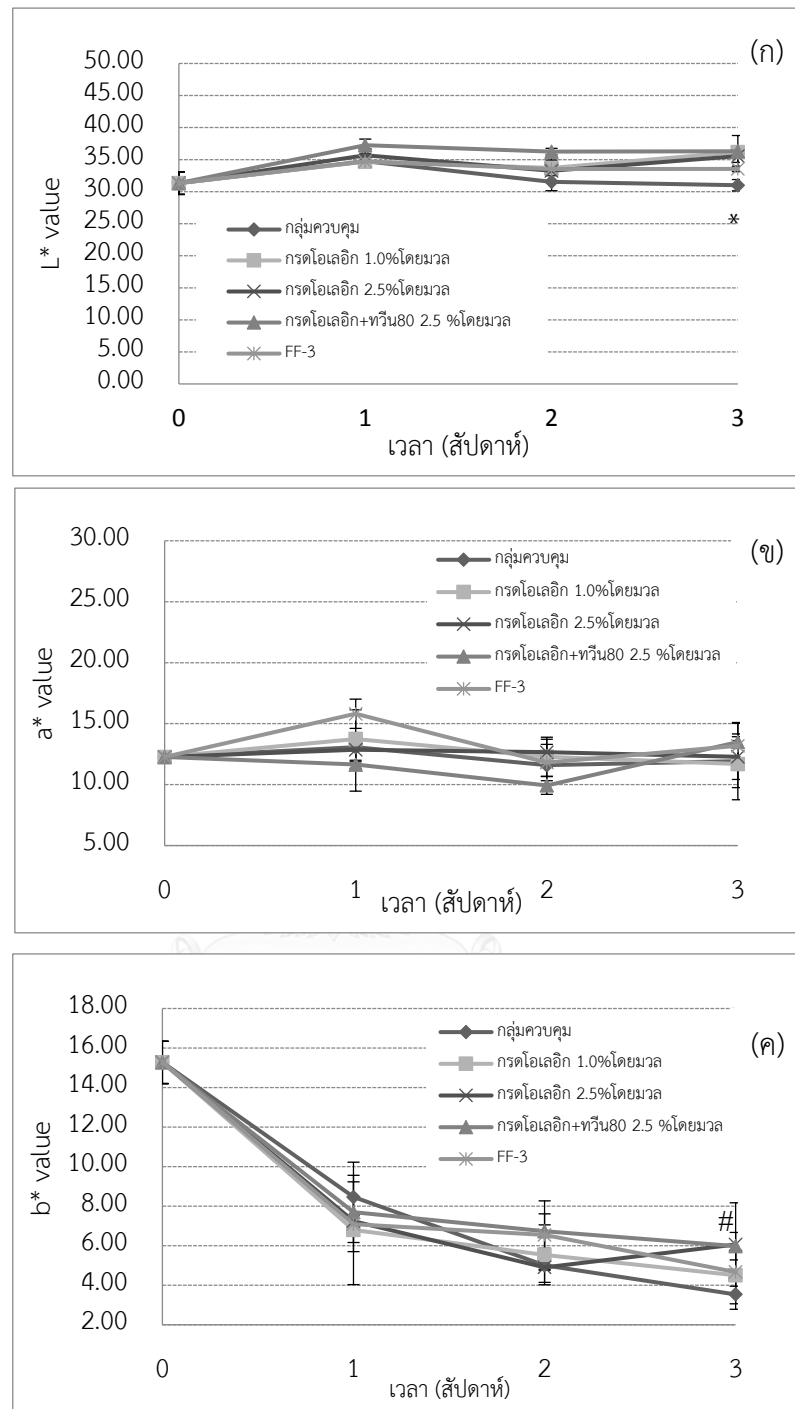 (ก)
50.00
45.00
40.00
35.00
30.00
25.00
20.00
15.00
10.00
5.00
0.00
L* value
*
กลุ่มควบคุม
กรดโอเลอิก 1.0%โดยมวล
กรดโอเลอิก 2.5%โดยมวล
กรดโอเลอิก+ทวีน80 2.5 %โดยมวล
FF-3
0 1 2 3
เวลา (สัปดาห์)
(ข)
30.00
25.00
20.00
15.00
10.00
5.00
a* value
กลุ่มควบคุม
กรดโอเลอิก 1.0%โดยมวล
กรดโอเลอิก 2.5%โดยมวล
กรดโอเลอิก+ทวีน80 2.5 %โดยมวล
FF-3
0 1 2 3
เวลา (สัปดาห์)
(ค)
18.00
16.00
14.00
12.00
10.00
8.00
6.00
4.00
2.00
b* value
กลุ่มควบคุม
กรดโอเลอิก 1.0%โดยมวล
กรดโอเลอิก 2.5%โดยมวล
กรดโอเลอิก+ทวีน80 2.5 %โดยมวล
FF-3
#
0 1 2 3
เวลา (สัปดาห์)